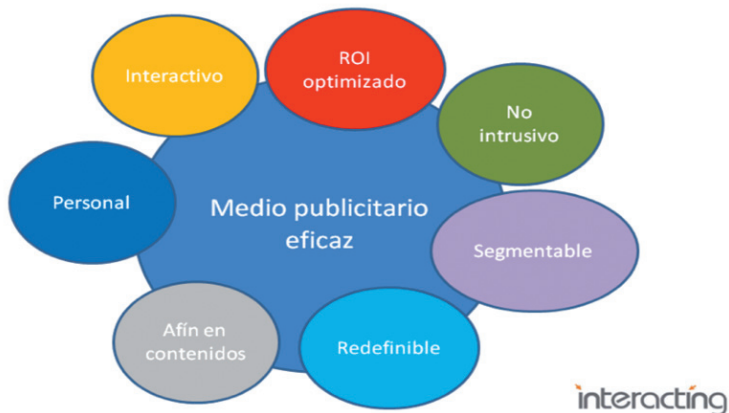 Interactivo
ROI
optimizado
No
intrusivo
Personal
Medio publicitario
eficaz
Segmentable
Afín en
contenidos
Redefinible
interacting